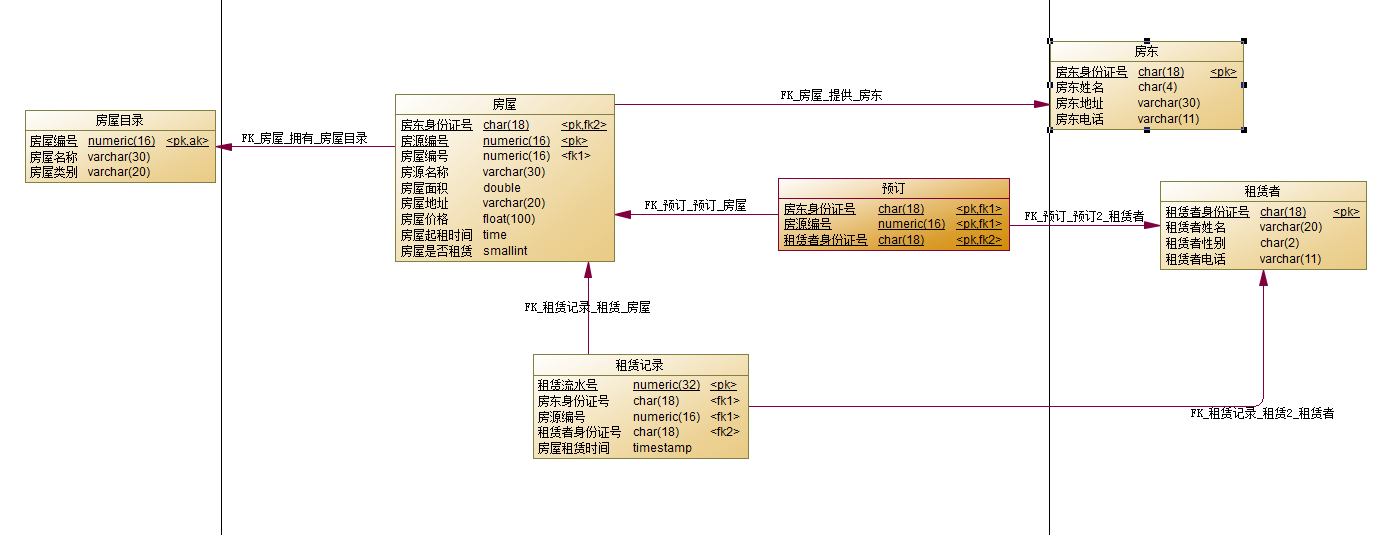 房东
房东身份证号 char(18) <pk>
房东姓名 char(4)
房东地址 varchar(30)
房东电话 varchar(11)
FK_房屋_提供_房东
房屋
房东身份证号 char(18) <pk,fk2>
房源编号 numeric(16) <pk>
房屋编号 numeric(16) <fk1>
房源名称 varchar(30)
房屋面积 double
房屋地址 varchar(20)
房屋价格 float(100)
房屋起租时间 time
房屋是否租赁 smallint
房屋目录
房屋编号 numeric(16) <pk,ak>
房屋名称 varchar(30)
房屋类别 varchar(20)
FK_房屋_拥有_房屋目录
预订
房东身份证号 char(18) <pk,fk1>
房源编号 numeric(16) <pk,fk1>
租赁者身份证号 char(18) <pk,fk2>
FK_预订_预订_房屋
FK_预订_预订2_租赁者
租赁者
租赁者身份证号 char(18) <pk>
租赁者姓名 varchar(20)
租赁者性别 char(2)
租赁者电话 varchar(11)
FK_租赁记录_租赁_房屋
租赁记录
租赁流水号 numeric(32) <pk>
房东身份证号 char(18) <fk1>
房源编号 numeric(16) <fk1>
租赁者身份证号 char(18) <fk2>
房屋租赁时间 timestamp
FK_租赁记录_租赁2_租赁者